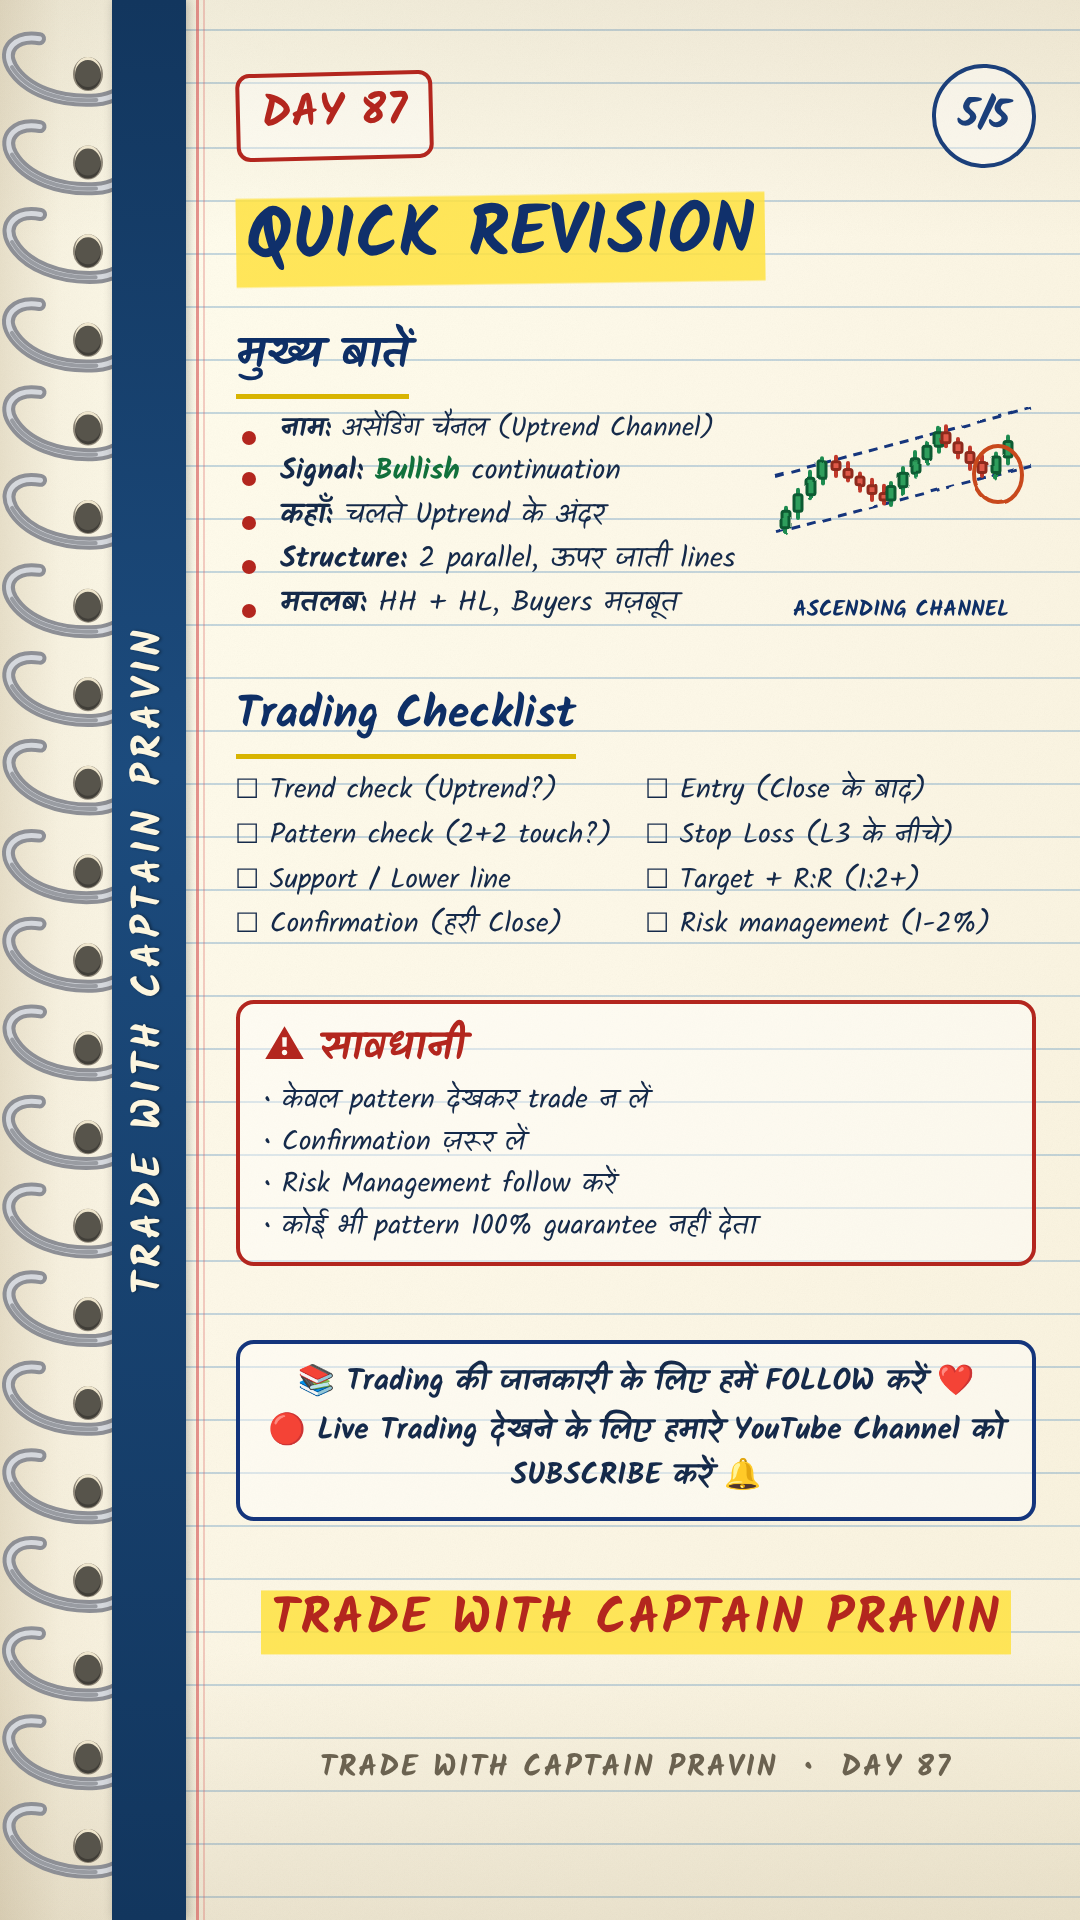 DAY 87
5/5
QUICK REVISION
मुख्य बातें
• नाम: असेंडिंग चैनल (Uptrend Channel)
• Signal: Bullish continuation
• कहाँ: चलते Uptrend के अंदर
• Structure: 2 parallel, ऊपर जाती lines
• मतलब: HH + HL, Buyers मज़बूत
ASCENDING CHANNEL
Trading Checklist
☐ Trend check (Uptrend?)
☐ Pattern check (2+2 touch?)
☐ Support / Lower line
☐ Confirmation (हरी Close)
☐ Entry (Close के बाद)
☐ Stop Loss (L3 के नीचे)
☐ Target + R:R (1:2+)
☐ Risk management (1-2%)
⚠ सावधानी
· केवल pattern देखकर trade न लें
· Confirmation ज़रूर लें
· Risk Management follow करें
· कोई भी pattern 100% guarantee नहीं देता
📚 Trading की जानकारी के लिए हमें FOLLOW करें ❤️
🔴 Live Trading देखने के लिए हमारे YouTube Channel को
SUBSCRIBE करें 🔔
TRADE WITH CAPTAIN PRAVIN
TRADE WITH CAPTAIN PRAVIN · DAY 87
TRADE WITH CAPTAIN PRAVIN